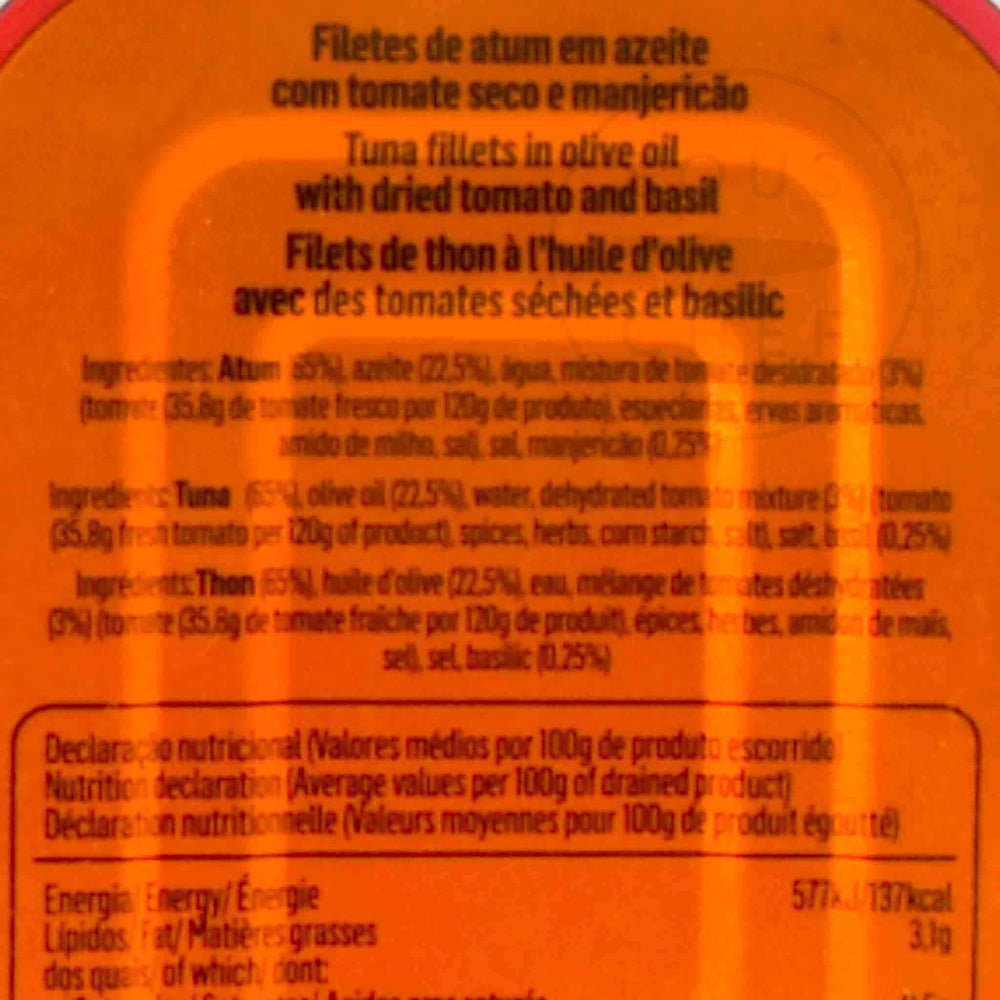 Filetes de atum em azeite
com tomate seco e manjericão
Tuna fillets in olive oil
with dried tomato and basil
Filets de thon à l'huile d'olive
avec des tomates séchées et basilic
Ingredientes: Atum (65%), azeite (22,5%), água, mistura de tomate desidratado (3%)
(tomate (35,8g de tomate fresco por 120g de produto), especiarias, ervas aromáticas,
amido de milho, sal), sal, manjericão (0,25%)
Ingredients: Tuna (65%), olive oil (22,5%), water, dehydrated tomato mixture (3%) (tomato
(35,8g fresh tomato per 120g of product), spices, herbs, corn starch, salt), salt, basil (0,25%)
Ingrédients: Thon (65%), huile d'olive (22,5%), eau, mélange de tomates déshydratées
(3%) (tomate (35,8g de tomate fraîche por 120g de produit), épices, herbes, amidon de maïs,
sel), sel, basilic (0,25%)
Declaração nutricional (Valores médios por 100g de produto escorrido)
Nutrition declaration (Average values per 100g of drained product)
Déclaration nutritionnelle (Valeurs moyennes pour 100g de produit égoutté)
Energia/ Energy/ Énergie 577kJ/137kcal
Lípidos/ Fat/ Matières grasses 3,1g
dos quais/ of which/ dont: